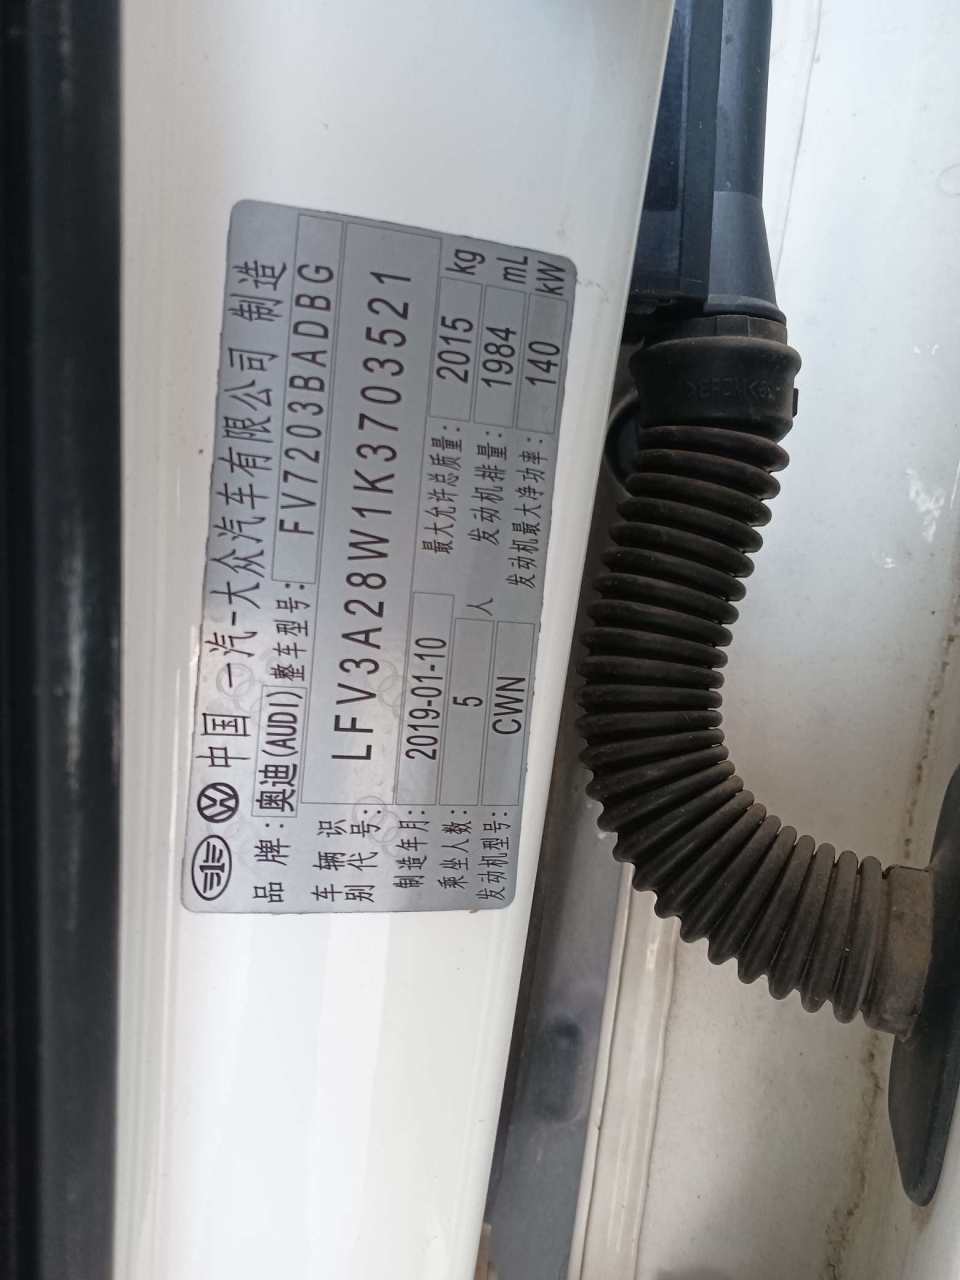 中国一汽-大众汽车有限公司 制造
品牌: 奥迪(AUDI) 整车型号: FV7203BADBG
车辆识别代号: LFV3A28W1K3703521
制造年月: 2019-01-10 最大允许总质量: 2015 kg
乘坐人数: 5 人 发动机排量: 1984 mL
发动机型号: CWN 发动机最大净功率: 140 kW